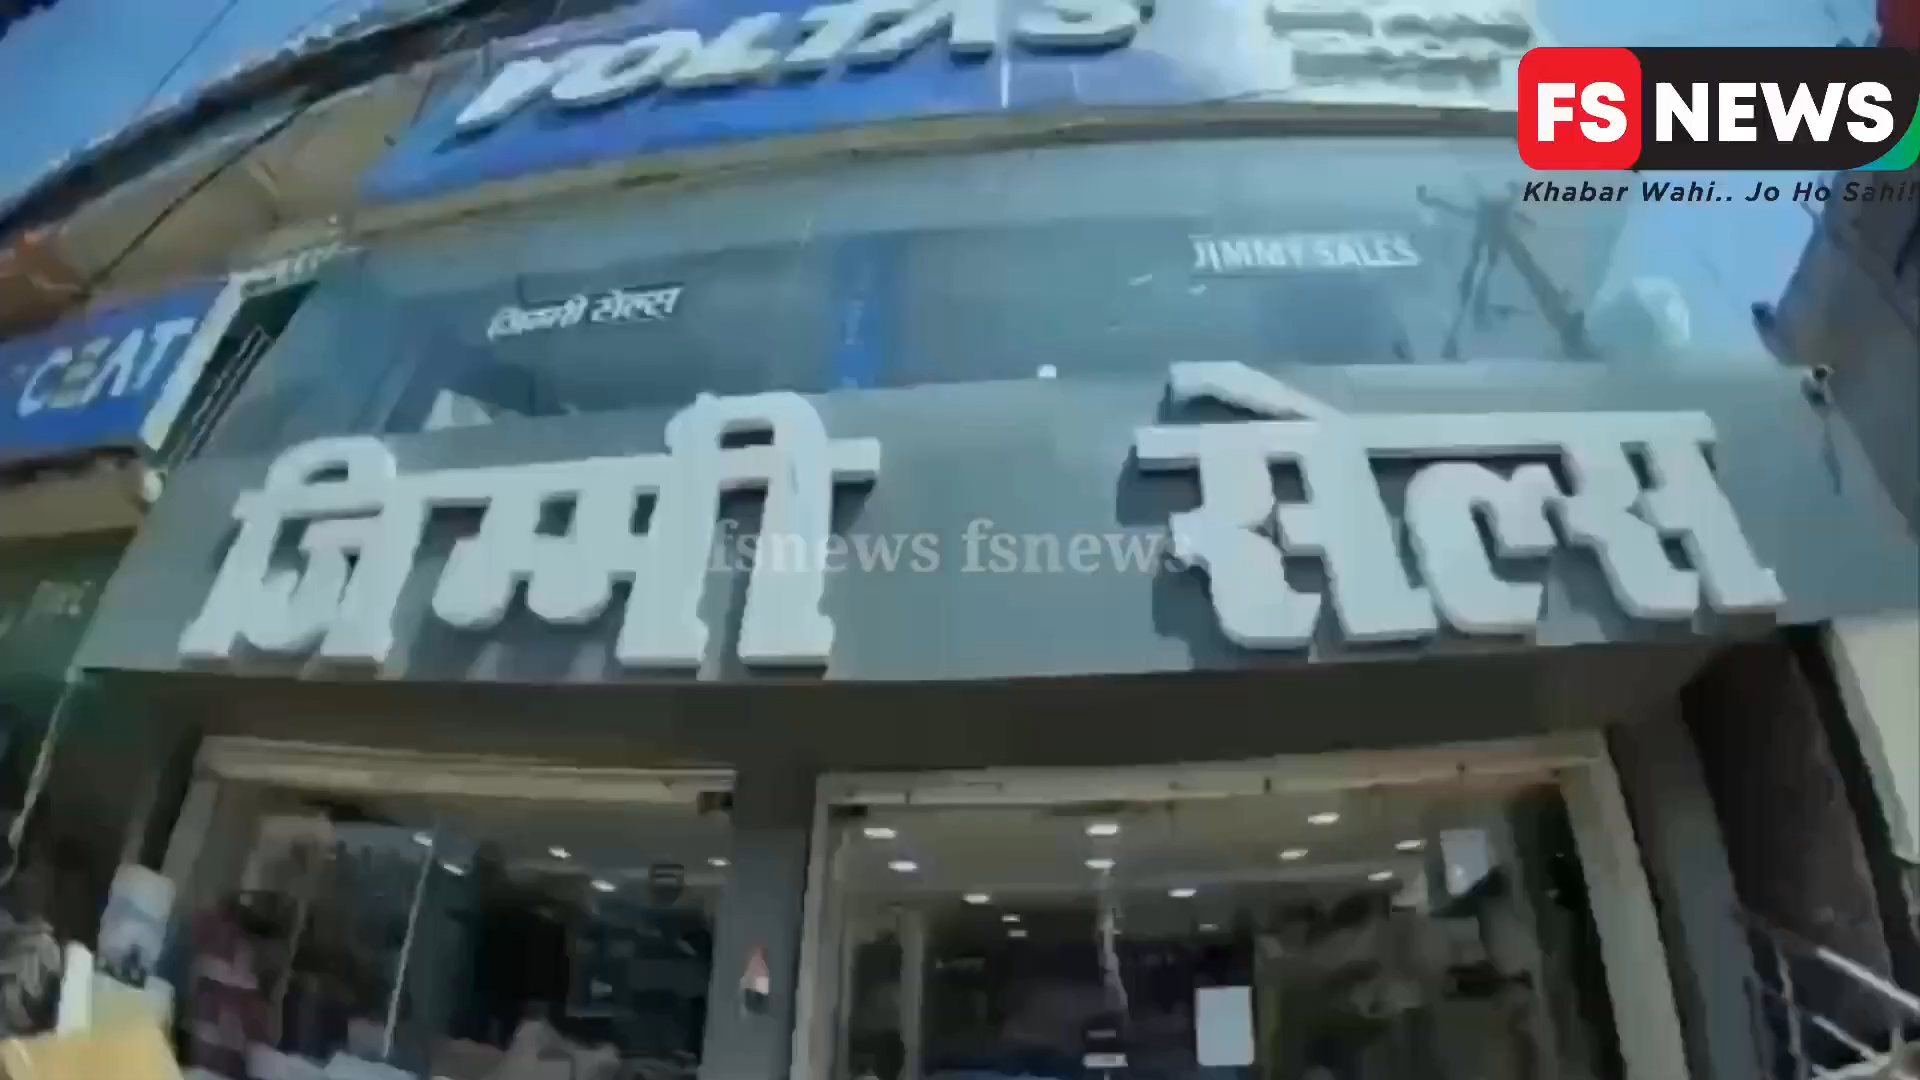 VOLTAS
FS NEWS
Khabar Wahi.. Jo Ho Sahi!
JIMMY SALES
जिम्मी सेल्स
CEAT
जिम्मी सेल्स
fsnews fsnews